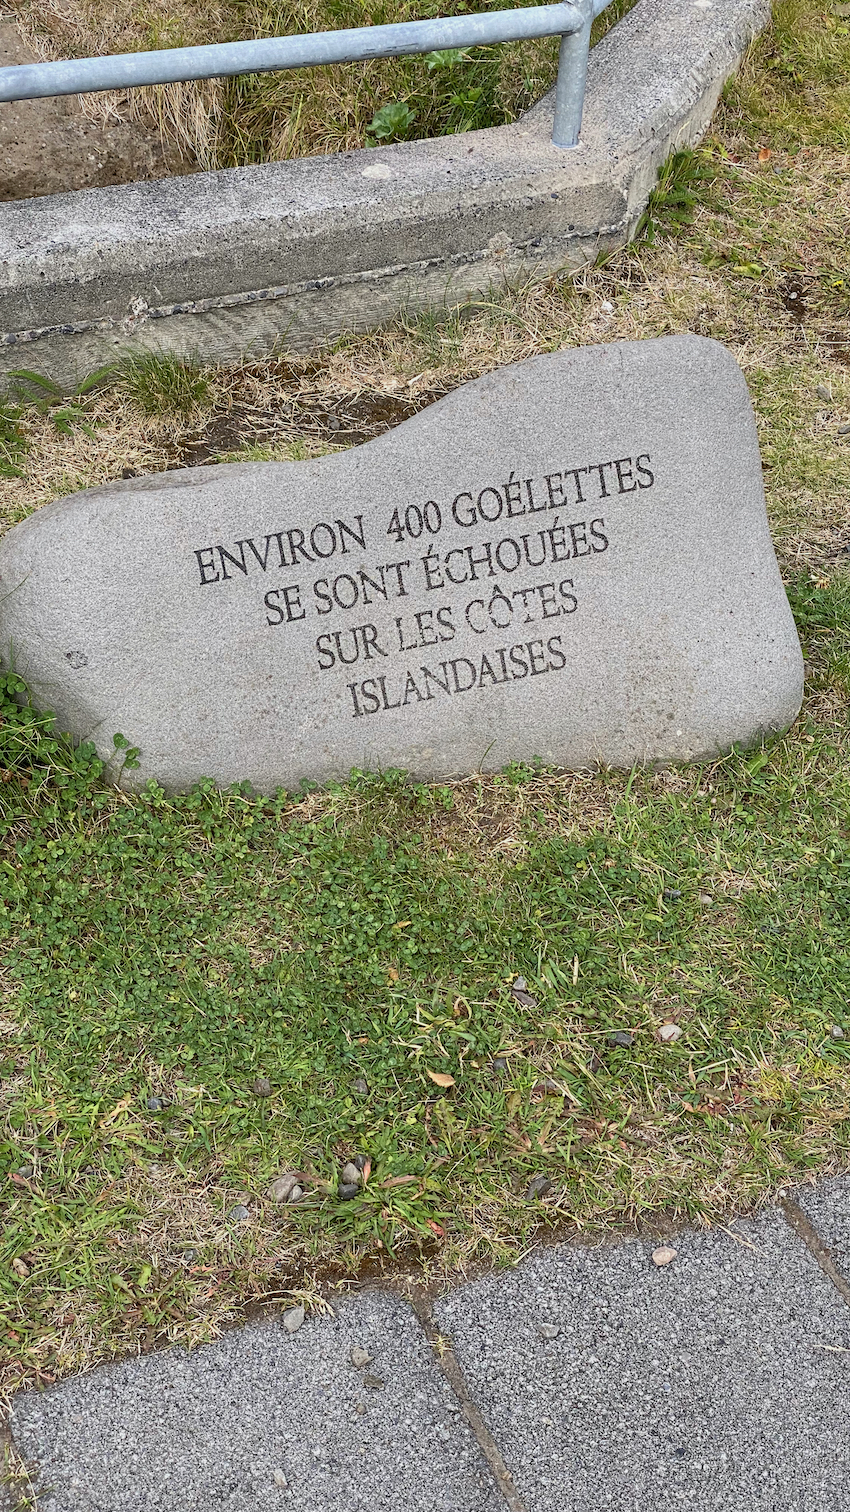 ENVIRON 400 GOÉLETTES
SE SONT ÉCHOUÉES
SUR LES CÔTES
ISLANDAISES